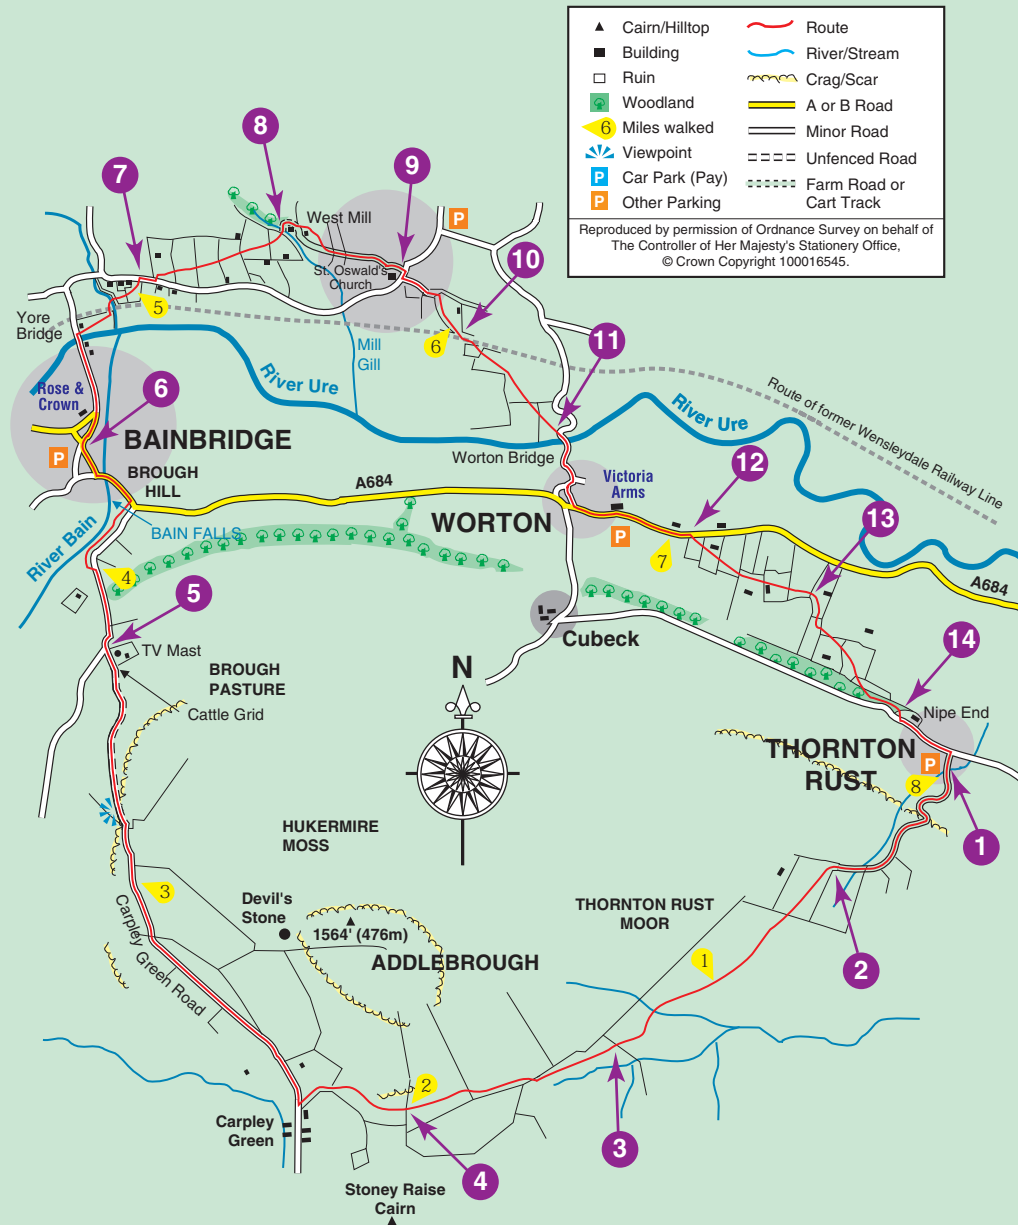 Cairn/Hilltop
Building
Ruin
Woodland
6 Miles walked
Viewpoint
P Car Park (Pay)
P Other Parking
Route
River/Stream
Crag/Scar
A or B Road
Minor Road
Unfenced Road
Farm Road or
Cart Track
Reproduced by permission of Ordnance Survey on behalf of
The Controller of Her Majesty's Stationery Office,
© Crown Copyright 100016545.
8
7
9
West Mill
P
St. Oswald's
Church
10
5
Yore
Bridge
6
Mill
Gill
11
River Ure
Rose &
Crown
6
Route of former Wensleydale Railway Line
River Ure
BAINBRIDGE
P
Worton Bridge
12
BROUGH
HILL
A684
Victoria
Arms
WORTON
13
River Bain
BAIN FALLS
P
7
4
A684
5
Cubeck
14
TV Mast
N
BROUGH
PASTURE
Cattle Grid
Nipe End
THORNTON
RUST
P
8
1
HUKERMIRE
MOSS
3
Devil's
Stone
1564' (476m)
THORNTON RUST
MOOR
Carpley Green Road
ADDLEBROUGH
1
2
2
Carpley
Green
3
4
Stoney Raise
Cairn